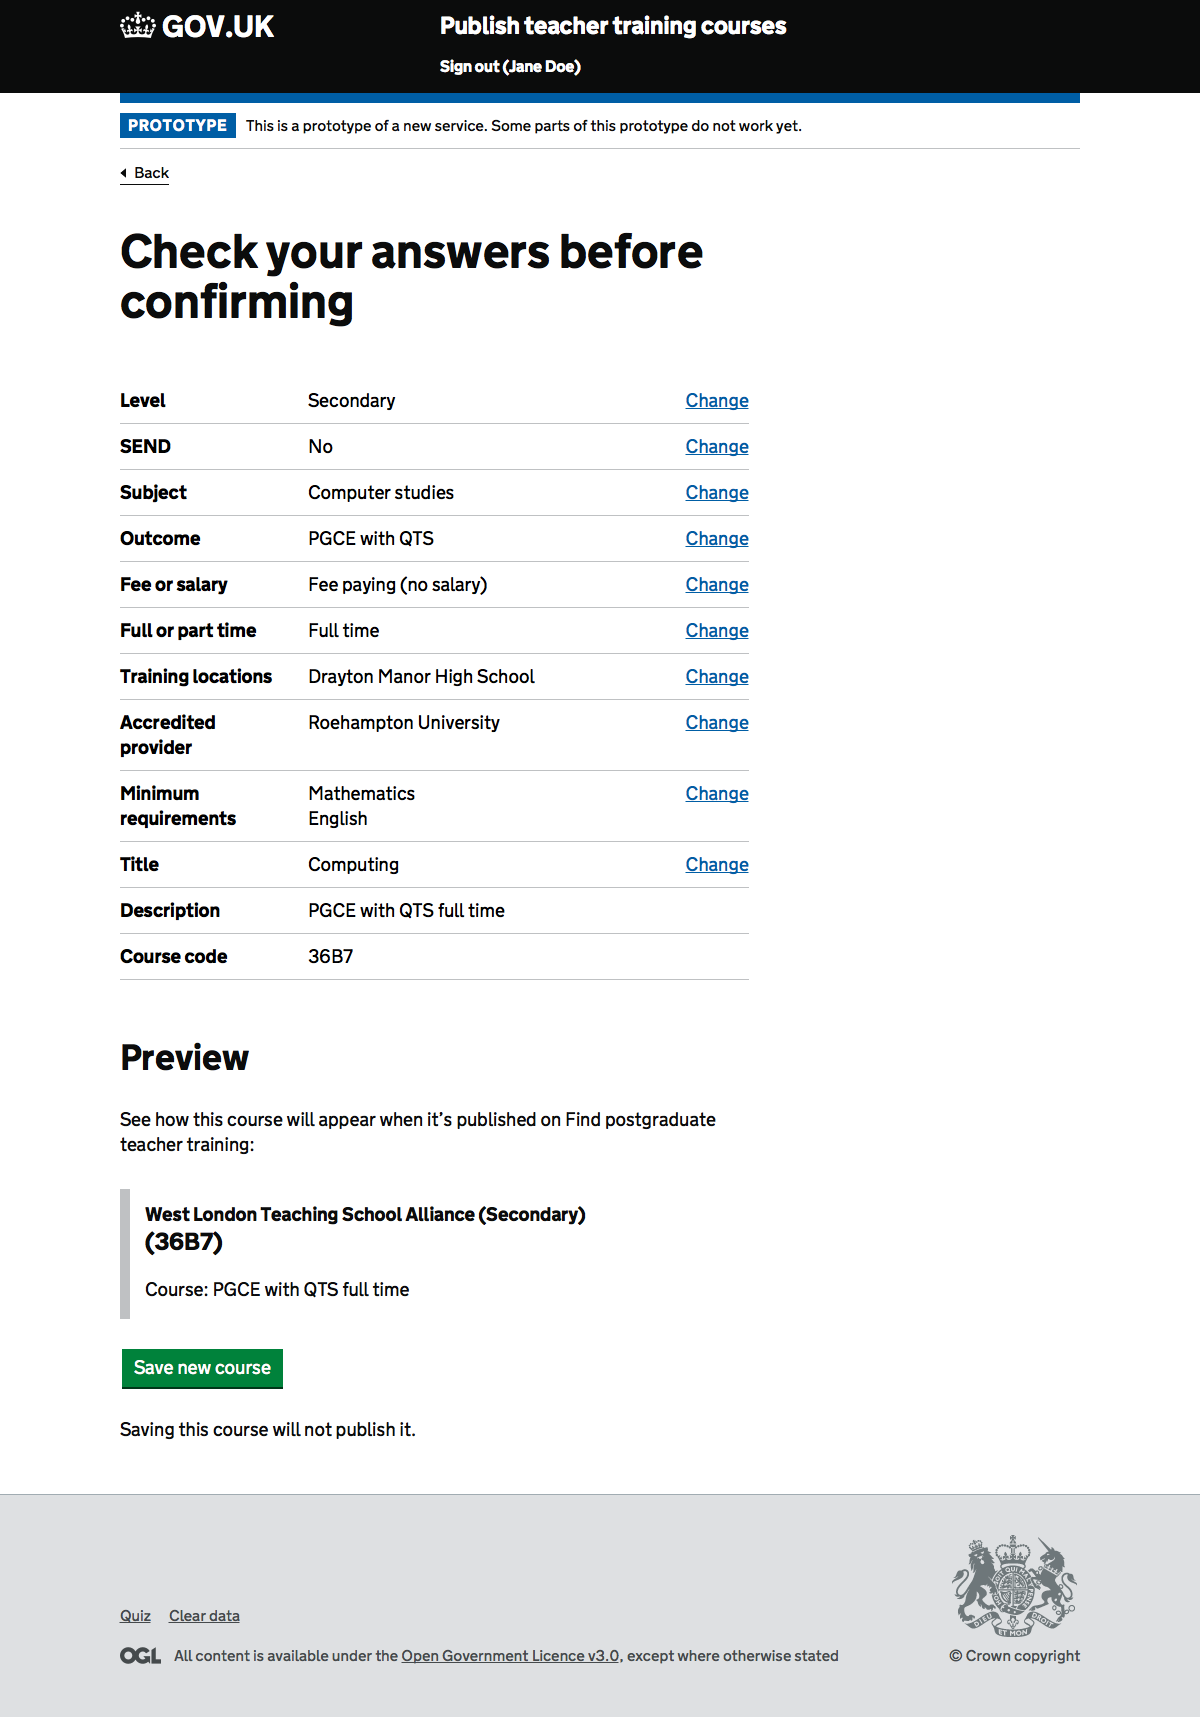 GOV.UK
Publish teacher training courses
Sign out (Jane Doe)
PROTOTYPE This is a prototype of a new service. Some parts of this prototype do not work yet.
Back
Check your answers before
confirming
Level Secondary Change
SEND No Change
Subject Computer studies Change
Outcome PGCE with QTS Change
Fee or salary Fee paying (no salary) Change
Full or part time Full time Change
Training locations Drayton Manor High School Change
Accredited Roehampton University Change
provider
Minimum Mathematics Change
requirements English
Title Computing Change
Description PGCE with QTS full time
Course code 36B7
Preview
See how this course will appear when it’s published on Find postgraduate
teacher training:
West London Teaching School Alliance (Secondary)
(36B7)
Course: PGCE with QTS full time
Save new course
Saving this course will not publish it.
Quiz Clear data
OGL All content is available under the Open Government Licence v3.0, except where otherwise stated
© Crown copyright
DIEU ET MON DROIT